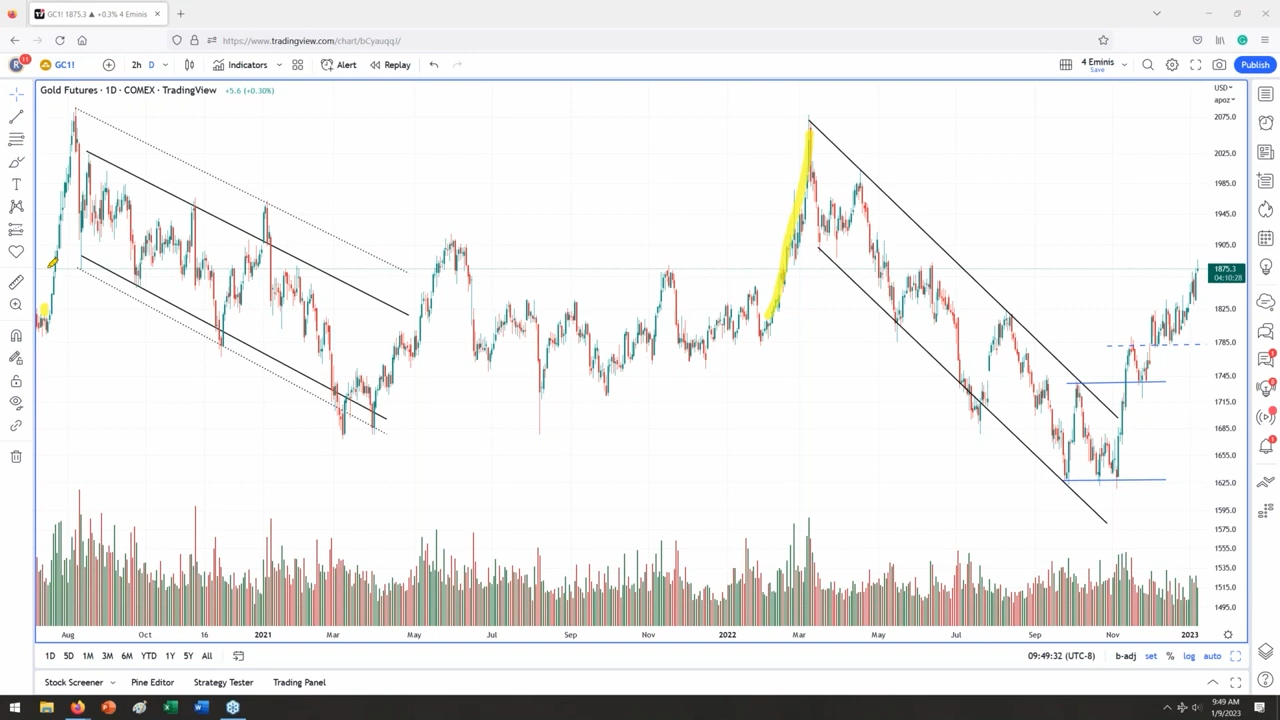 GC1! 1875.3 ▲ +0.3% 4 Eminis
https://www.tradingview.com/chart/bCyauqqJ/
R 11 GC1! 2h D Indicators Alert Replay 4 Eminis Save Publish
Gold Futures · 1D · COMEX · TradingView +5.6 (+0.30%)
USD
apoz
2075.0
2025.0
1985.0
1945.0
1905.0
1875.3
04:10:28
1825.0
1785.0
1745.0
1715.0
1685.0
1655.0
1625.0
1595.0
1575.0
1555.0
1535.0
1515.0
1495.0
Aug Oct 16 2021 Mar May Jul Sep Nov 2022 Mar May Jul Sep Nov 2023
1D 5D 1M 3M 6M YTD 1Y 5Y All 09:49:32 (UTC-8) b-adj set % log auto
Stock Screener Pine Editor Strategy Tester Trading Panel
9:49 AM
1/9/2023